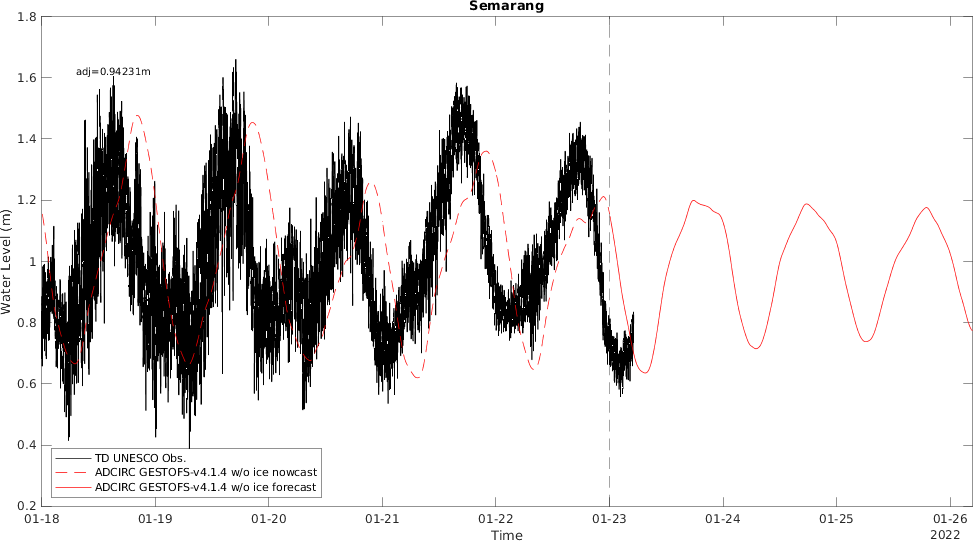 Semarang
1.8
1.6
1.4
1.2
1
0.8
0.6
0.4
0.2
Water Level (m)
adj=0.94231m
TD UNESCO Obs.
ADCIRC GESTOFS-v4.1.4 w/o ice nowcast
ADCIRC GESTOFS-v4.1.4 w/o ice forecast
01-18 01-19 01-20 01-21 01-22 01-23 01-24 01-25 01-26
2022
Time